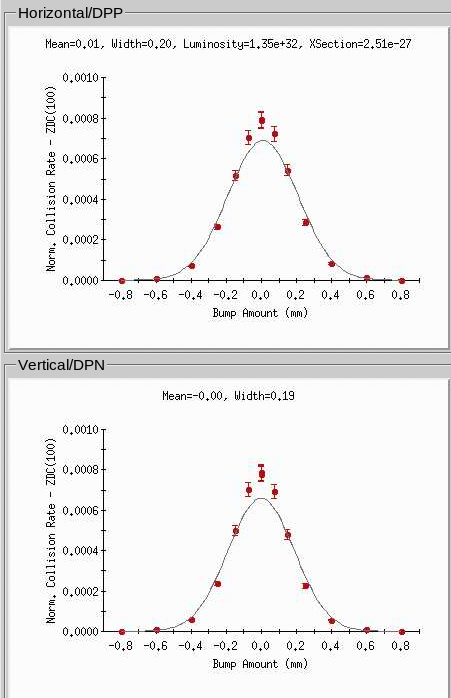 Horizontal/DPP
Mean=0.01, Width=0.20, Luminosity=1.35e+32, XSection=2.51e-27
Norm. Collision Rate - ZDC(100)
0.0010
0.0008
0.0006
0.0004
0.0002
0.0000
-0.8 -0.6 -0.4 -0.2 0.0 0.2 0.4 0.6 0.8
Bump Amount (mm)
Vertical/DPN
Mean=-0.00, Width=0.19
Norm. Collision Rate - ZDC(100)
0.0010
0.0008
0.0006
0.0004
0.0002
0.0000
-0.8 -0.6 -0.4 -0.2 0.0 0.2 0.4 0.6 0.8
Bump Amount (mm)